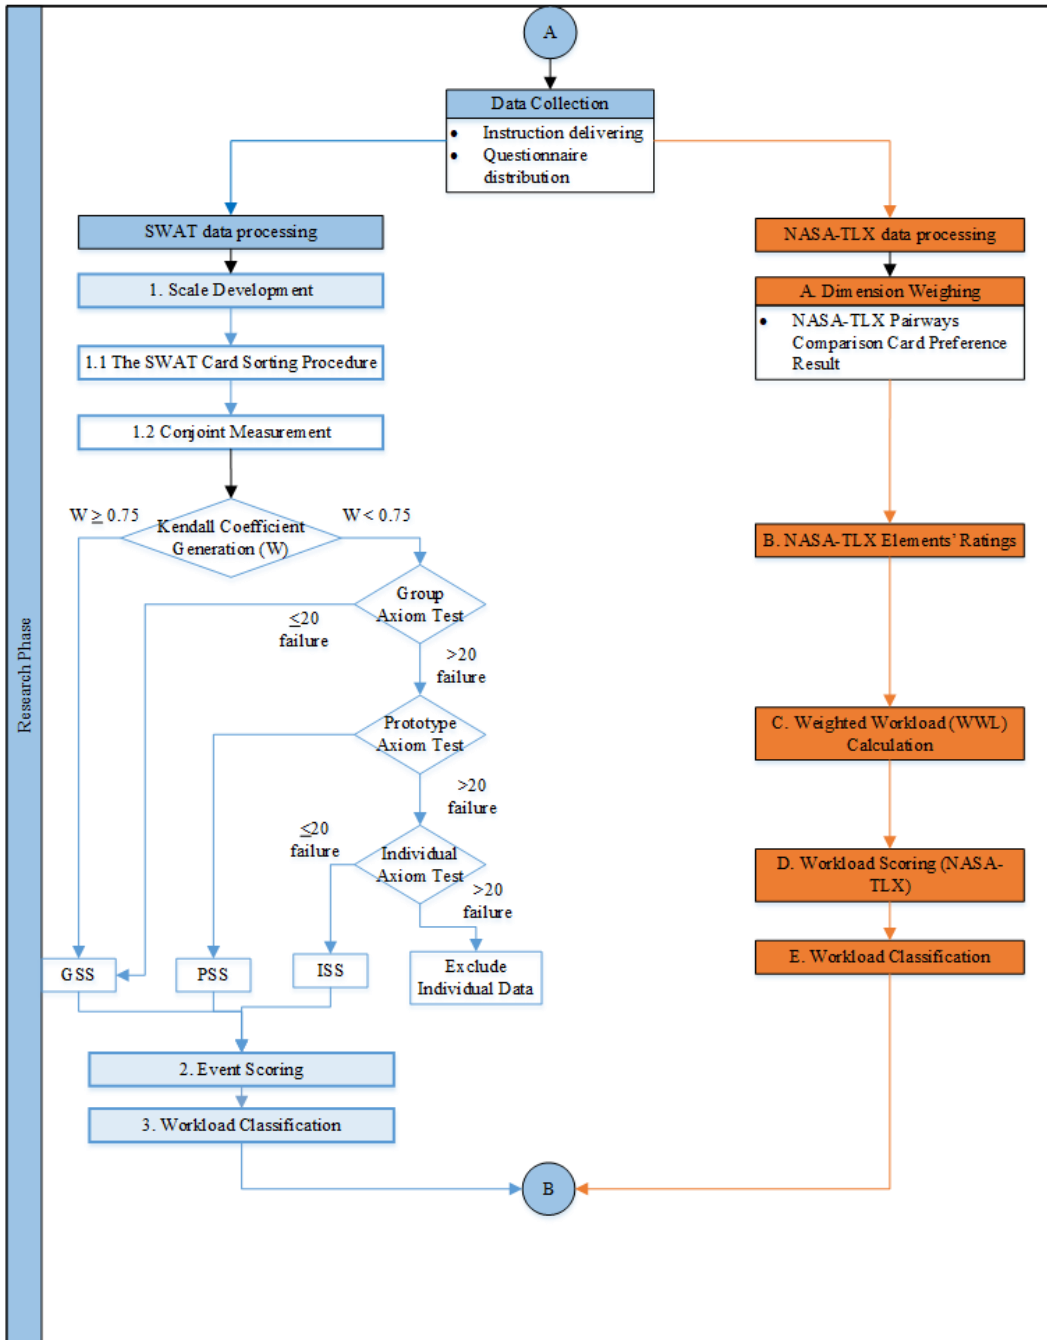 A
Data Collection
• Instruction delivering
• Questionnaire
distribution
SWAT data processing
1. Scale Development
1.1 The SWAT Card Sorting Procedure
1.2 Conjoint Measurement
W ≥ 0.75
Kendall Coefficient
Generation (W)
W < 0.75
Group
Axiom Test
≤20
failure
>20
failure
Prototype
Axiom Test
>20
failure
≤20
failure
Individual
Axiom Test
>20
failure
GSS
PSS
ISS
Exclude
Individual Data
2. Event Scoring
3. Workload Classification
NASA-TLX data processing
A. Dimension Weighing
• NASA-TLX Pairways
Comparison Card Preference
Result
B. NASA-TLX Elements’ Ratings
C. Weighted Workload (WWL)
Calculation
D. Workload Scoring (NASA-
TLX)
E. Workload Classification
B
Research Phase